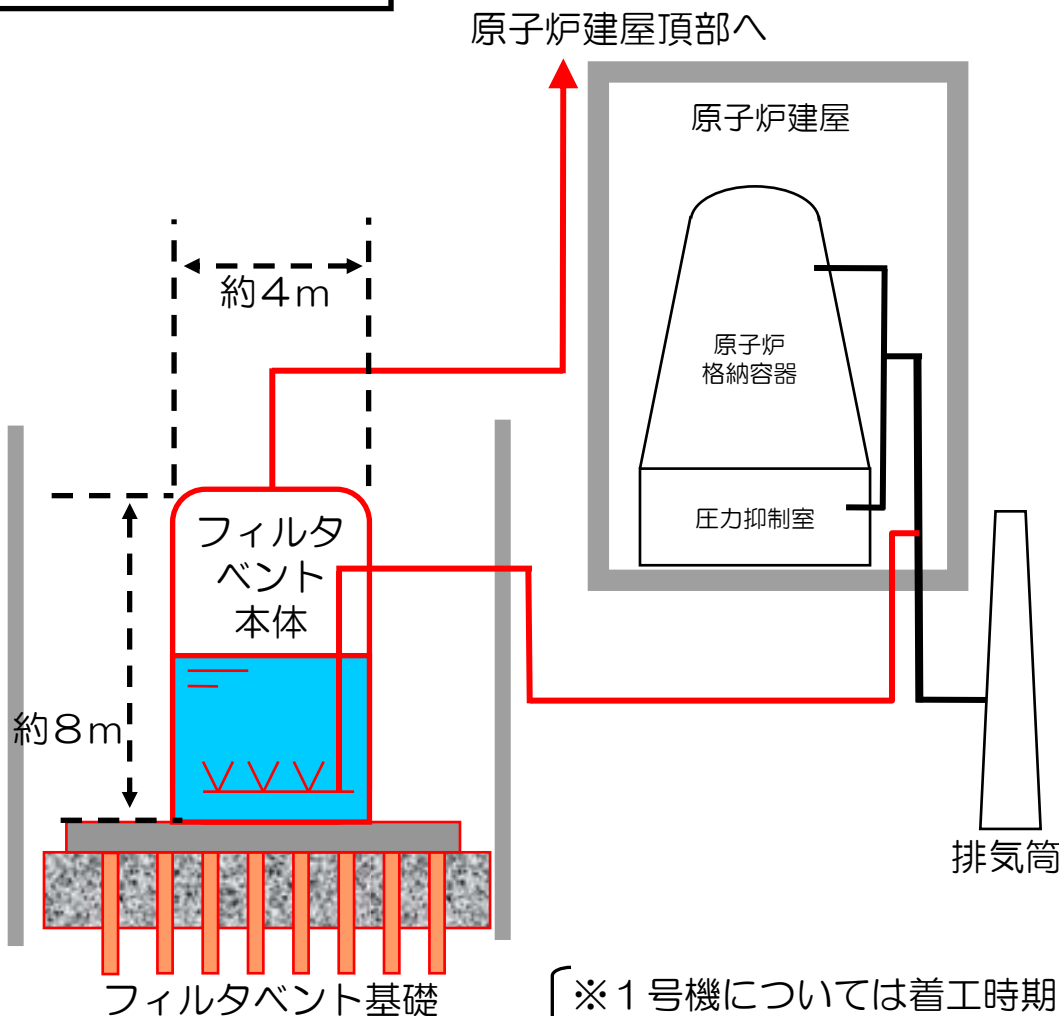 原子炉建屋頂部へ
原子炉建屋
約４ｍ
原子炉
格納容器
圧力抑制室
フィルタ
ベント
本体
約８ｍ
排気筒
フィルタベント基礎
※１号機については着工時期